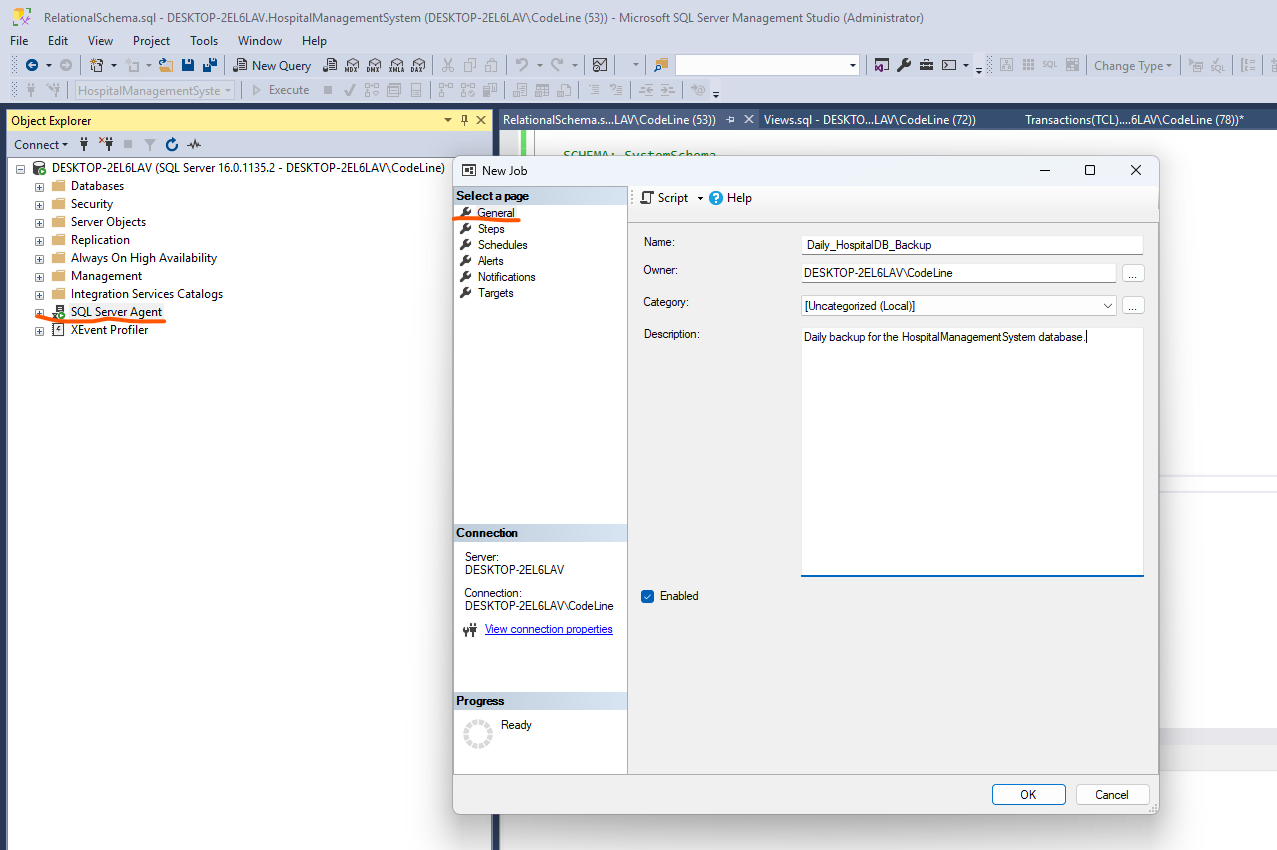 RelationalSchema.sql - DESKTOP-2EL6LAV.HospitalManagementSystem (DESKTOP-2EL6LAV\CodeLine (53)) - Microsoft SQL Server Management Studio (Administrator)
File Edit View Project Tools Window Help
New Query MDX DMX XMLA DAX SQL Change Type
HospitalManagementSyste Execute
Object Explorer
RelationalSchema.s...LAV\CodeLine (53)) Views.sql - DESKTO...LAV\CodeLine (72)) Transactions(TCL)....6LAV\CodeLine (78))*
Connect
SCHEMA: SystemSchema
DESKTOP-2EL6LAV (SQL Server 16.0.1135.2 - DESKTOP-2EL6LAV\CodeLine)
Databases
Security
Server Objects
Replication
Always On High Availability
Management
Integration Services Catalogs
SQL Server Agent
XEvent Profiler
New Job
Select a page
General
Steps
Schedules
Alerts
Notifications
Targets
Script Help
Name: Daily_HospitalDB_Backup
Owner: DESKTOP-2EL6LAV\CodeLine ...
Category: [Uncategorized (Local)] ...
Description: Daily backup for the HospitalManagementSystem database.
Enabled
Connection
Server:
DESKTOP-2EL6LAV
Connection:
DESKTOP-2EL6LAV\CodeLine
View connection properties
Progress
Ready
OK Cancel